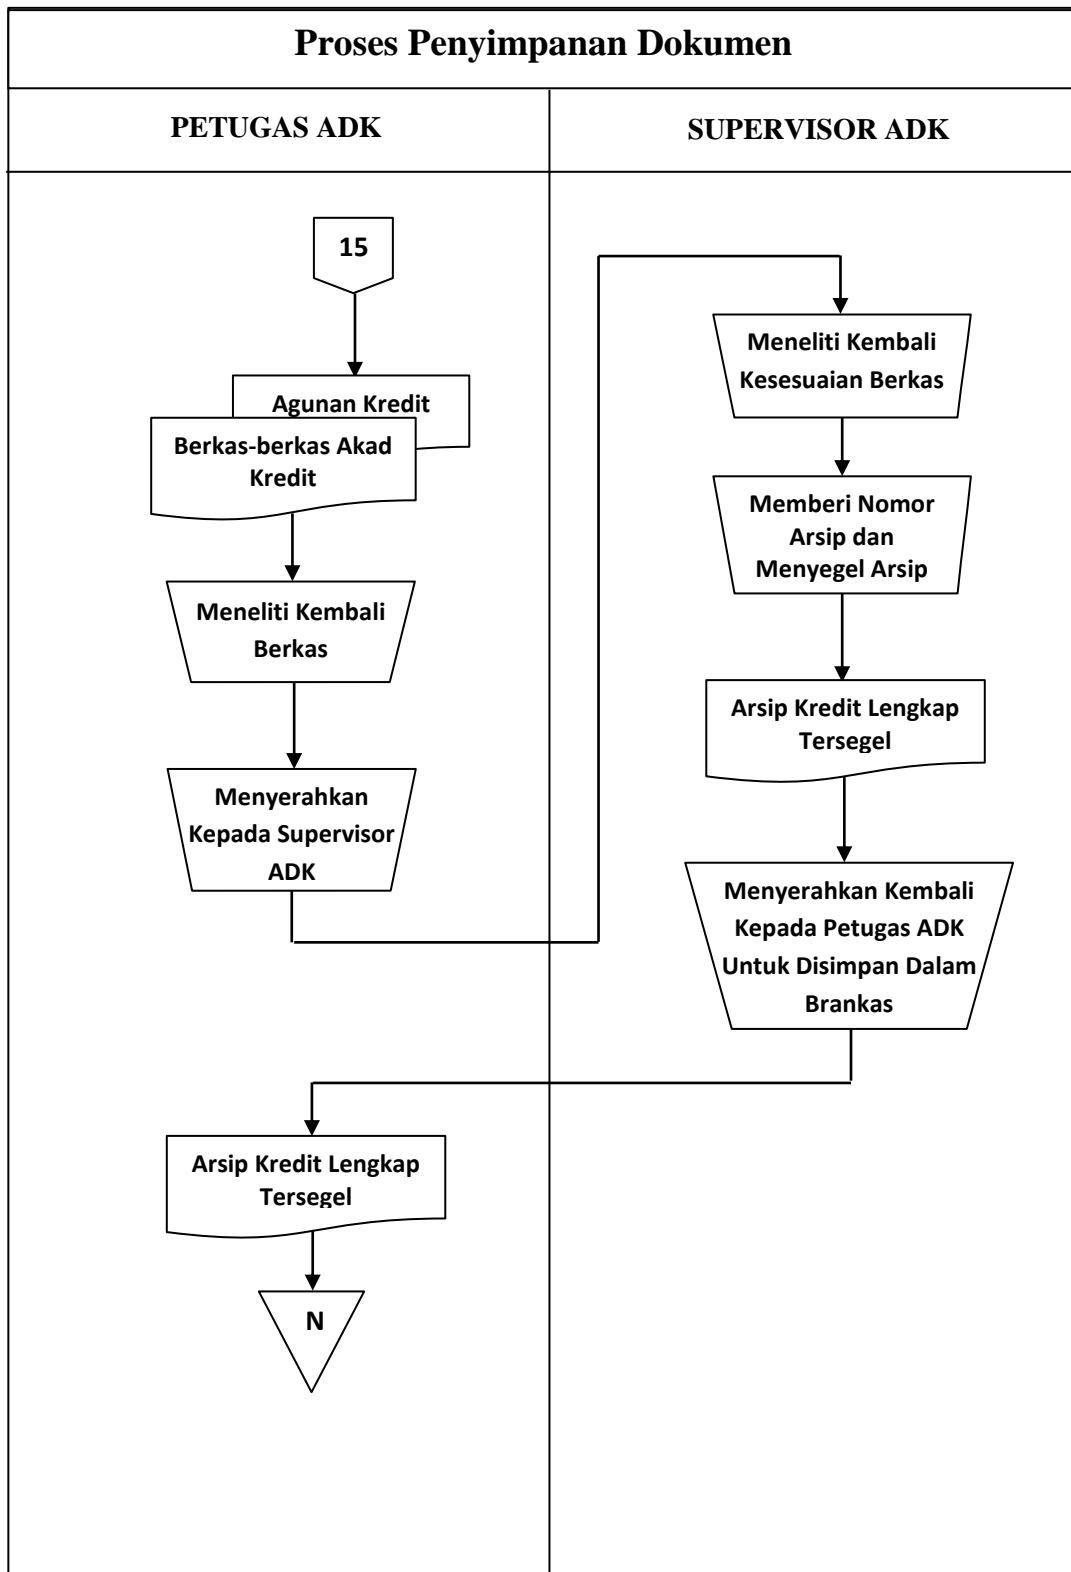 Proses Penyimpanan Dokumen
PETUGAS ADK
SUPERVISOR ADK
15
Agunan Kredit
Berkas-berkas Akad
Kredit
Meneliti Kembali
Berkas
Menyerahkan
Kepada Supervisor
ADK
Meneliti Kembali
Kesesuaian Berkas
Memberi Nomor
Arsip dan
Menyegel Arsip
Arsip Kredit Lengkap
Tersegel
Menyerahkan Kembali
Kepada Petugas ADK
Untuk Disimpan Dalam
Brankas
Arsip Kredit Lengkap
Tersegel
N